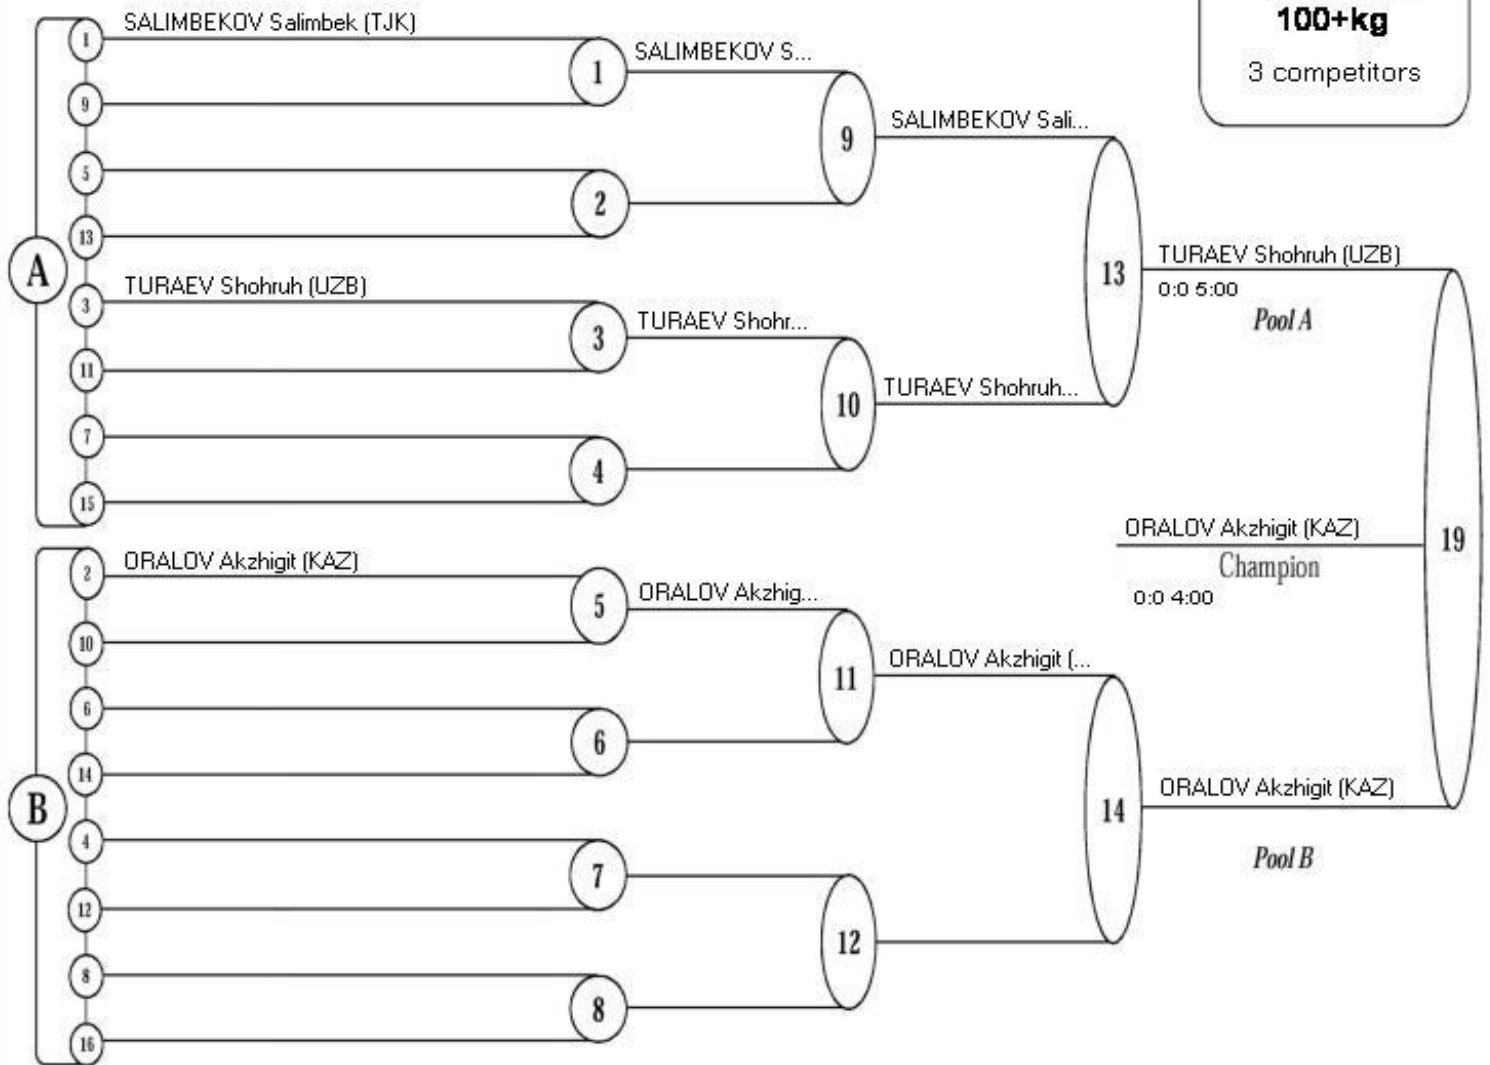 100+kg
3 competitors
A
1
SALIMBEKOV Salimbek (TJK)
9
5
13
3
TURAEV Shohruh (UZB)
11
7
15
1
2
3
4
SALIMBEKOV S...
TURAEV Shohr...
9
10
SALIMBEKOV Sali...
TURAEV Shohruh...
13
TURAEV Shohruh (UZB)
0:0 5:00
Pool A
B
2
ORALOV Akzhigit (KAZ)
10
6
14
4
12
8
16
5
6
7
8
ORALOV Akzhig...
11
12
ORALOV Akzhigit (...
14
ORALOV Akzhigit (KAZ)
Pool B
ORALOV Akzhigit (KAZ)
Champion
0:0 4:00
19